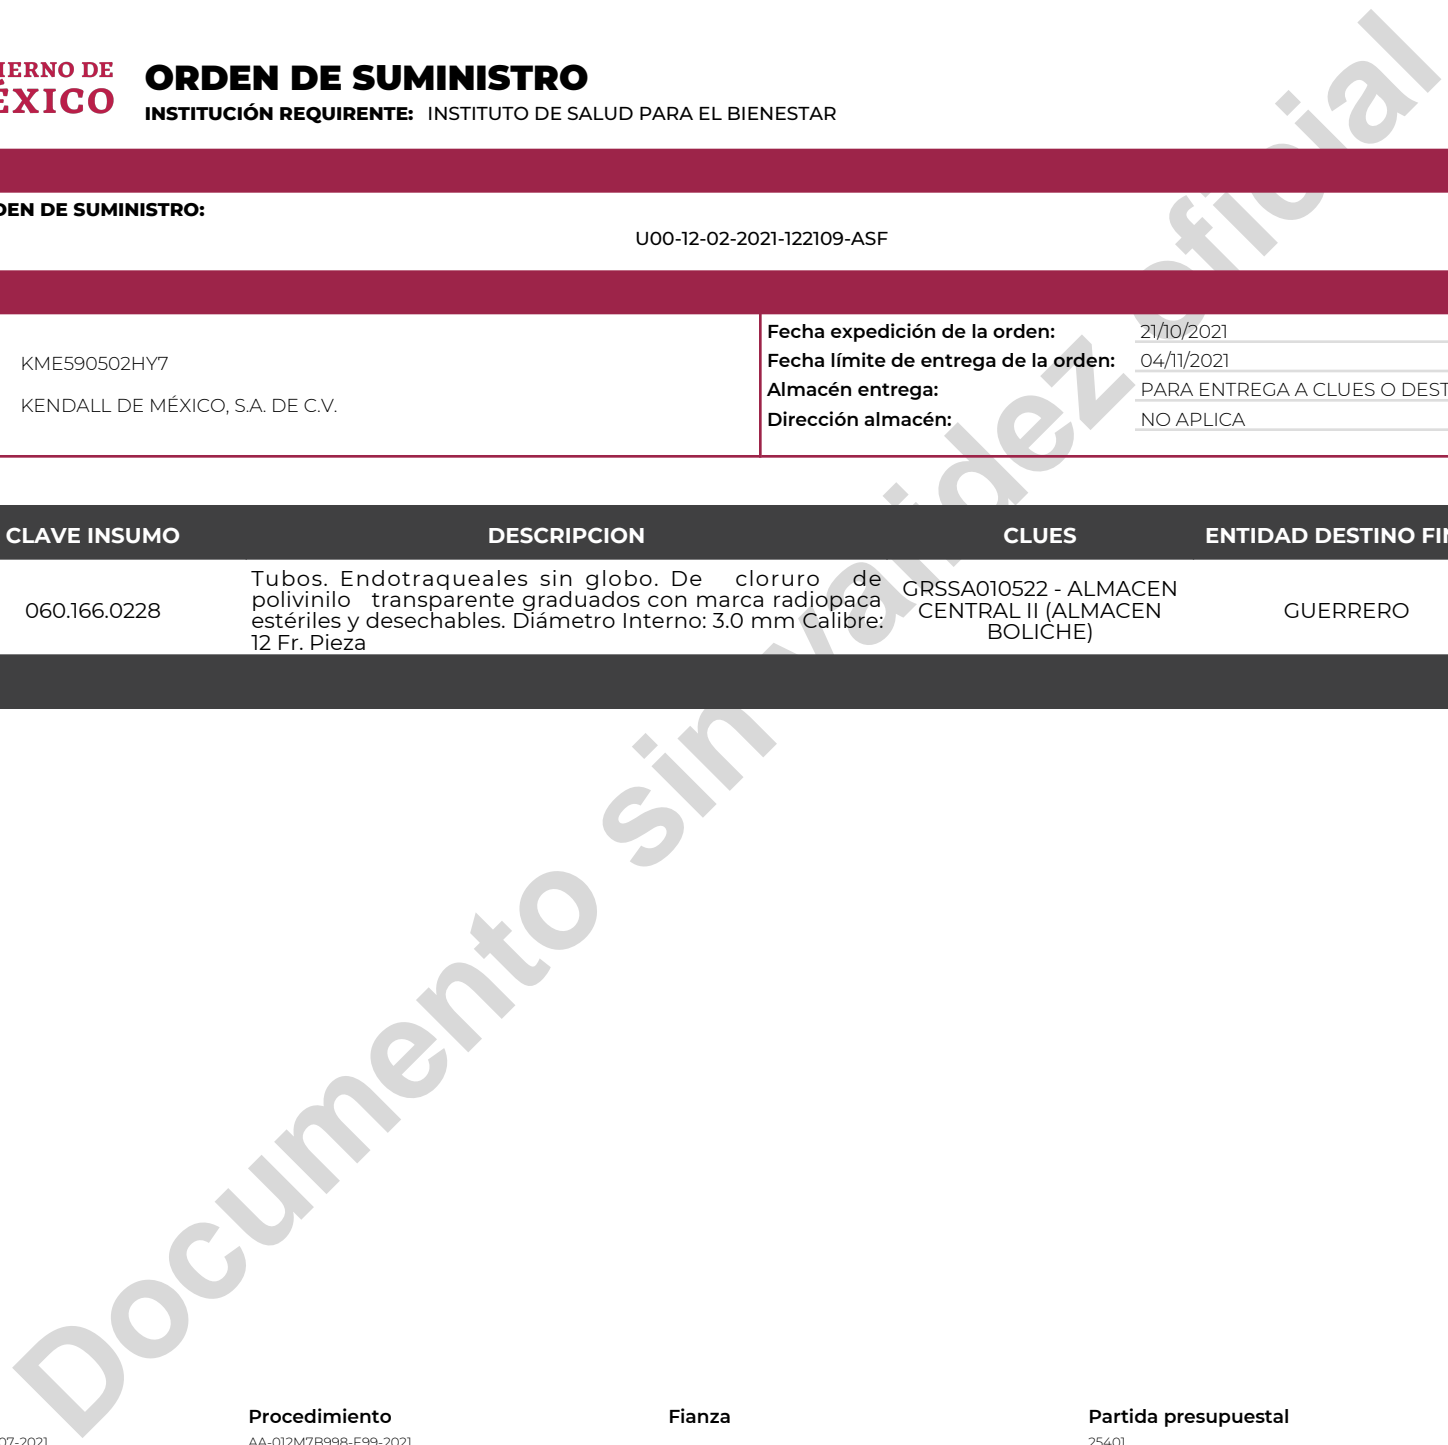 ORDEN DE SUMINISTRO
INSTITUCIÓN REQUIRENTE: INSTITUTO DE SALUD PARA EL BIENESTAR
DE
DE SUMINISTRO:
U00-12-02-2021-122109-ASF
KME590502HY7
KENDALL DE MÉXICO, S.A. DE C.V.
Fecha expedición de la orden: 21/10/2021
Fecha límite de entrega de la orden: 04/11/2021
Almacén entrega: PARA ENTREGA A CLUES O
Dirección almacén: NO APLICA
CLAVE INSUMO DESCRIPCION CLUES ENTIDAD DESTINO
060.166.0228
Tubos. Endotraqueales sin globo. De cloruro de
polivinilo transparente graduados con marca radiopaca
estériles y desechables. Diámetro Interno: 3.0 mm Calibre:
12 Fr. Pieza
GRSSA010522 - ALMACEN
CENTRAL II (ALMACEN
BOLICHE)
GUERRERO
Documento sin validez oficial
Procedimiento Fianza Partida presupuestal